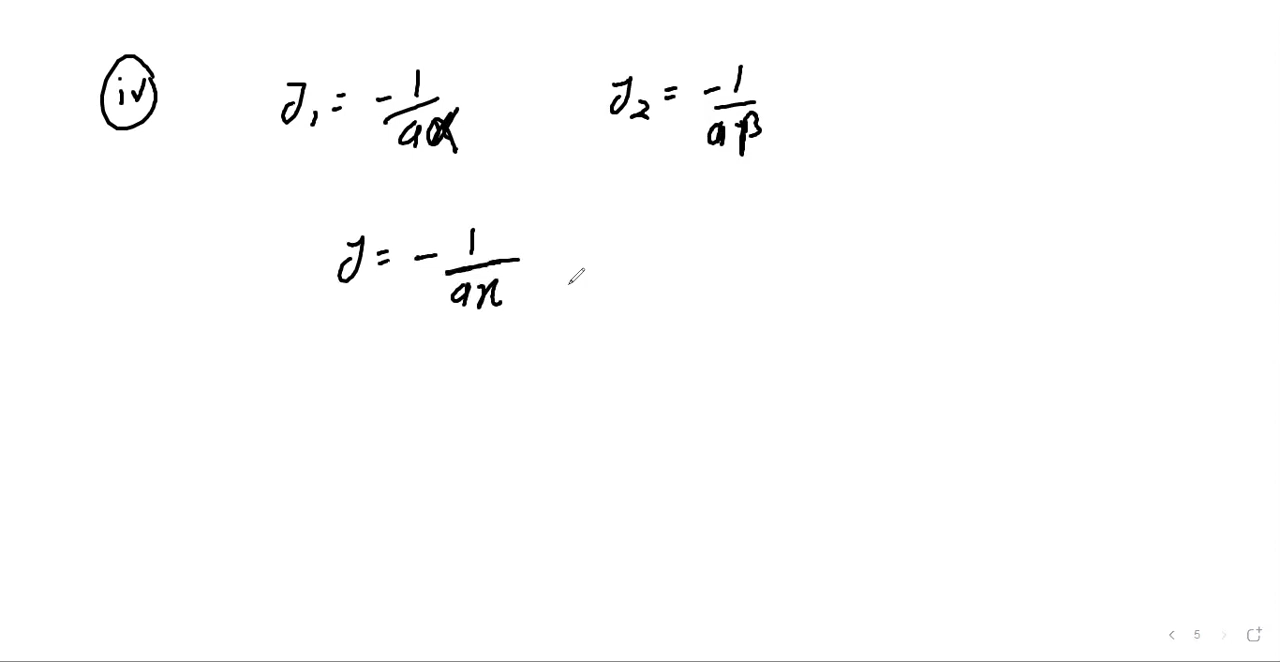 iv y₁ = -1/aα y₂ = -1/aβ
y = -1/ax
< 5 >